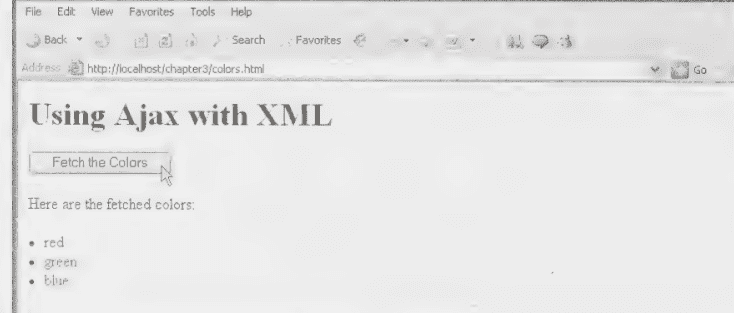 File Edit View Favorites Tools Help
Back Search Favorites
Address http://localhost/chapter3/colors.html Go
Using Ajax with XML
Fetch the Colors
Here are the fetched colors:
• red
• green
• blue